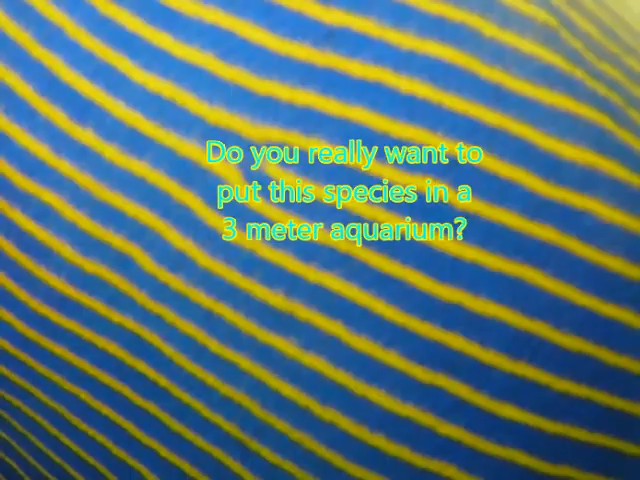 Do you really want to
put this species in a
3 meter aquarium?